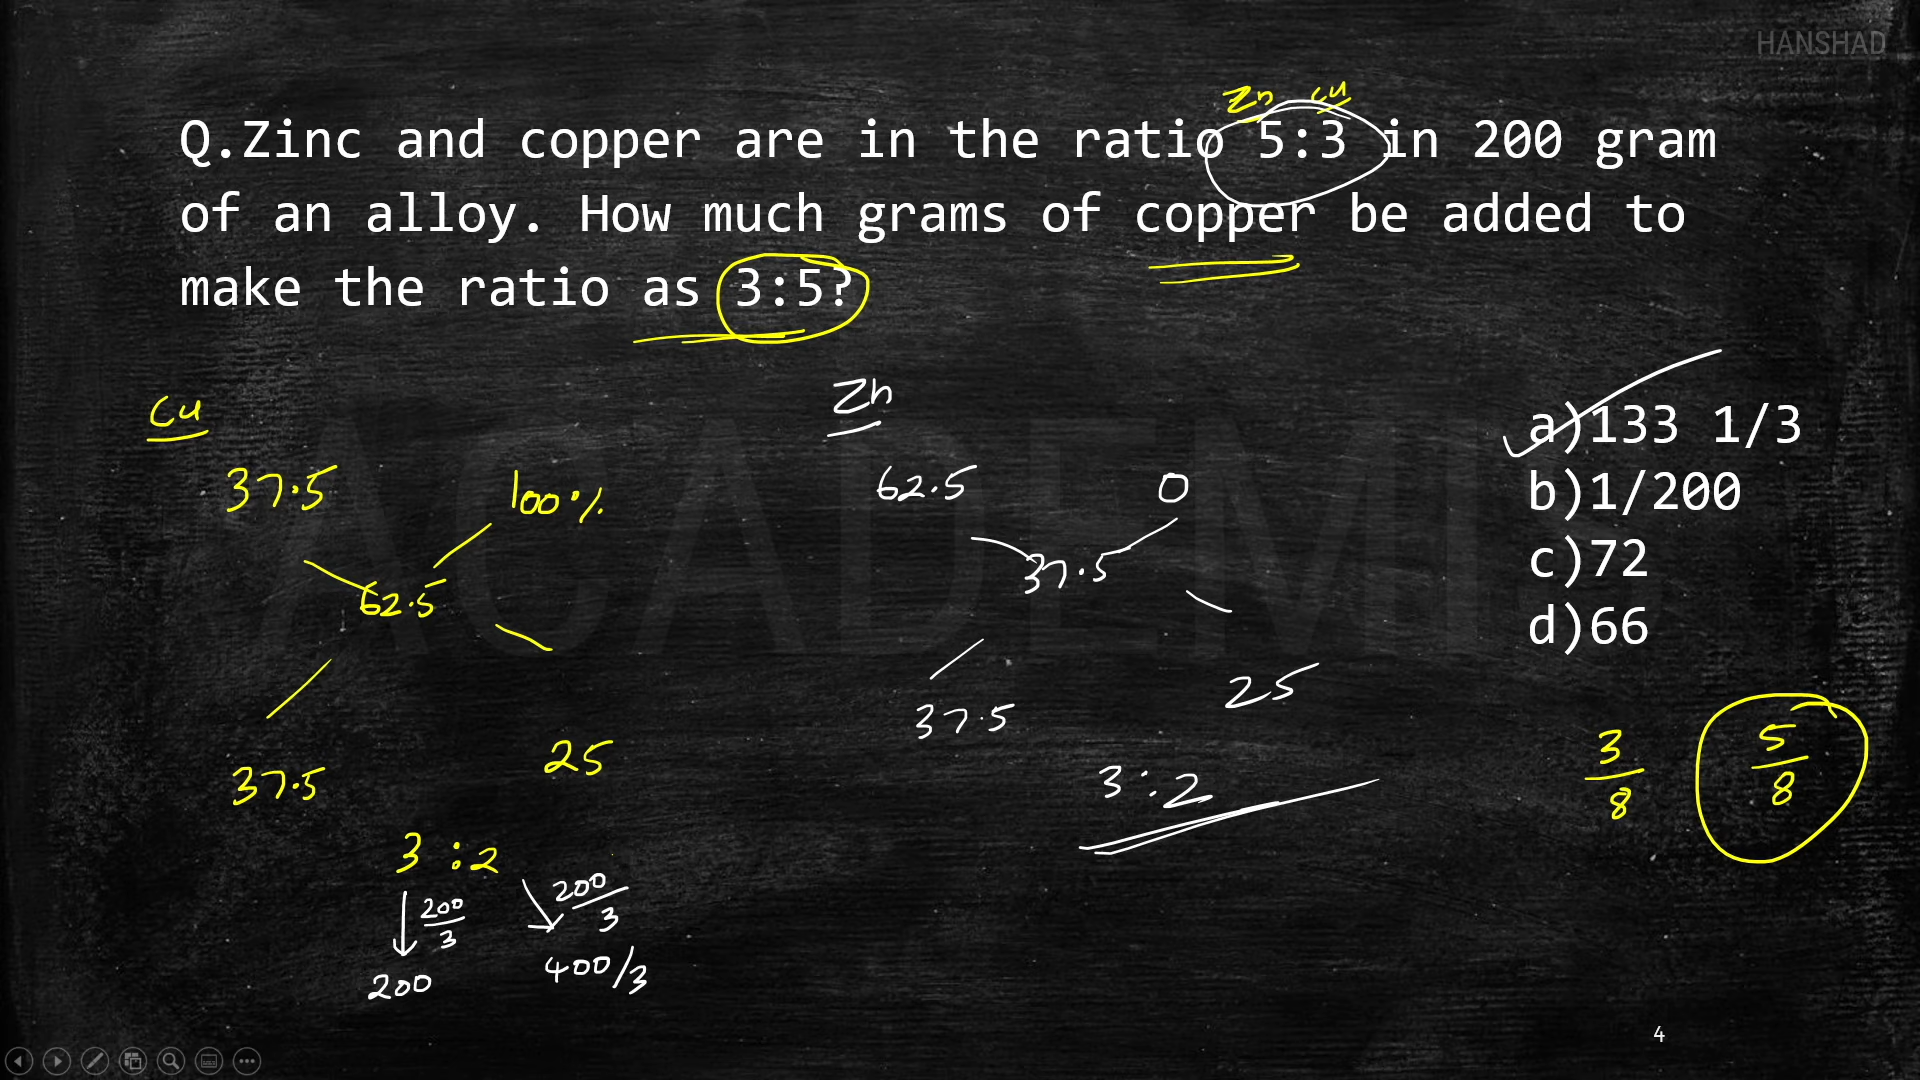 HANSHAD
Zn Cu
Q.Zinc and copper are in the ratio 5:3 in 200 gram
of an alloy. How much grams of copper be added to
make the ratio as 3:5?
Cu
37.5 100%
62.5
37.5 25
3 : 2
200/3 200/3
200 400/3
Zn
62.5 0
37.5
37.5 25
3 : 2
a)133 1/3
b)1/200
c)72
d)66
3/8 5/8
ACADEMI
4